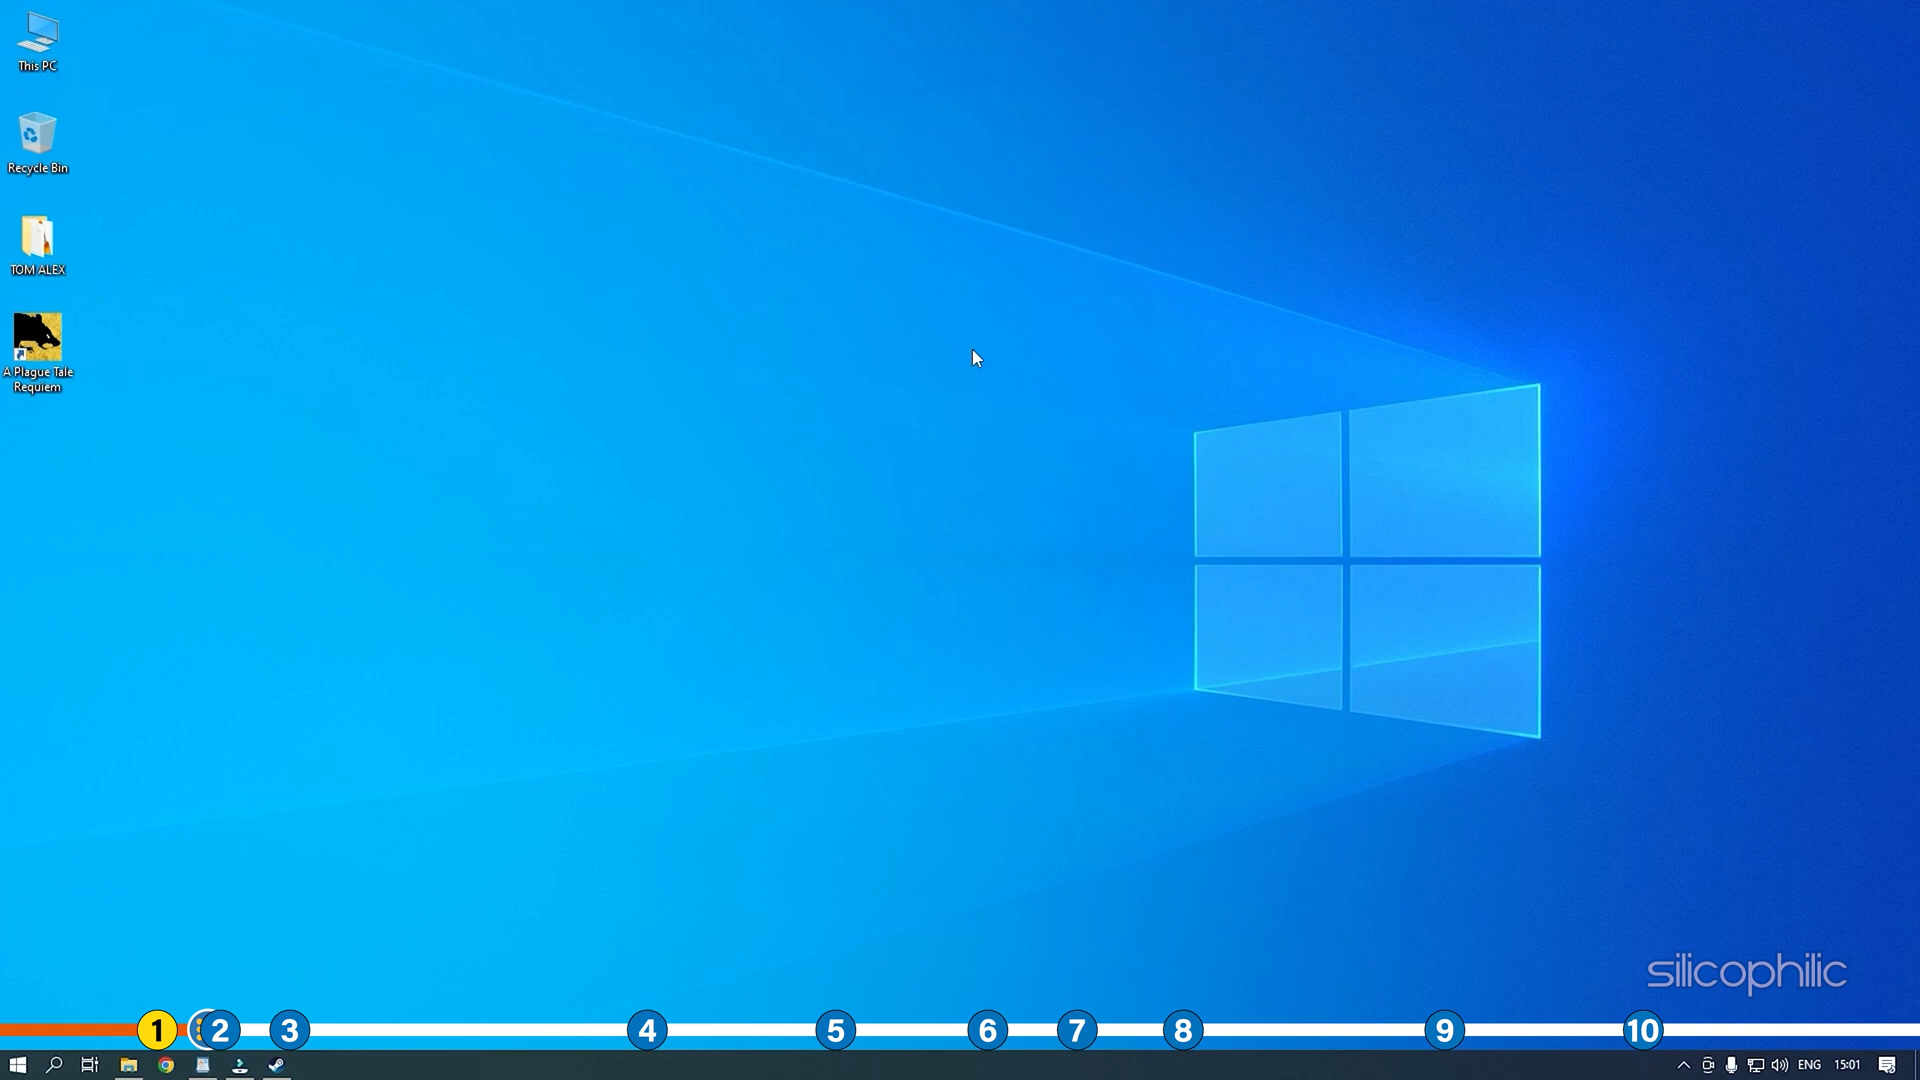 This PC
Recycle Bin
TOM ALEX
A Plague Tale
Requiem
silicophilic
1 2 3 4 5 6 7 8 9 10
ENG 15:01